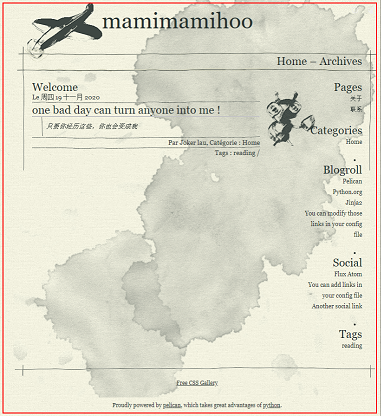 mamimamihoo
Home – Archives
Welcome
Le 周四 19 十一月 2020
one bad day can turn anyone into me !
只要你经历这些，你也会变成我
Par Joker lau, Catégorie : Home
Tags : reading /
Pages
关于
联系
Categories
Home
Blogroll
Pelican
Python.org
Jinja2
You can modify those
links in your config
file
Social
Flux Atom
You can add links in
your config file
Another social link
Tags
reading
Free CSS Gallery
Proudly powered by pelican, which takes great advantages of python.